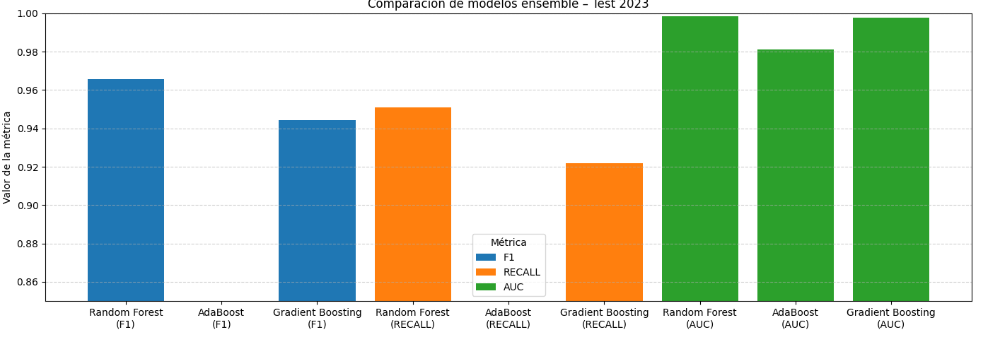 Comparación de modelos ensemble – Test 2023
Valor de la métrica
1.00
0.98
0.96
0.94
0.92
0.90
0.88
0.86
Métrica
F1
RECALL
AUC
Random Forest
(F1)
AdaBoost
(F1)
Gradient Boosting
(F1)
Random Forest
(RECALL)
AdaBoost
(RECALL)
Gradient Boosting
(RECALL)
Random Forest
(AUC)
AdaBoost
(AUC)
Gradient Boosting
(AUC)